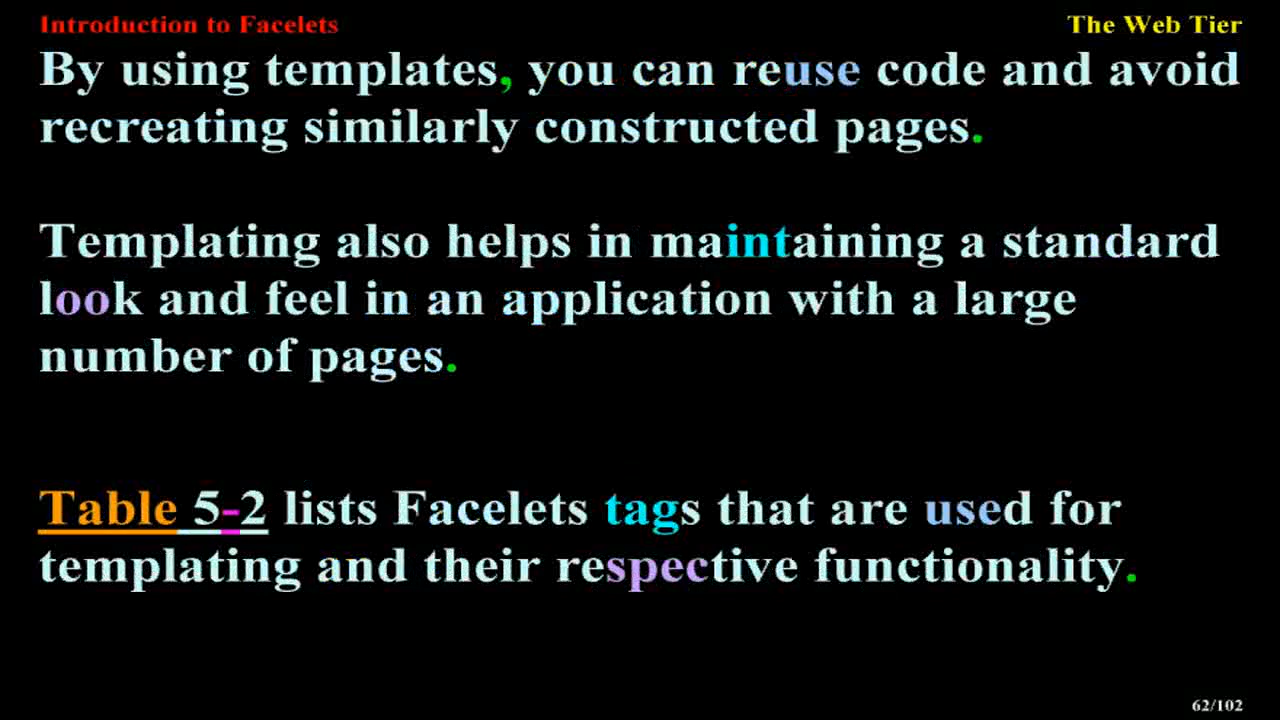 Introduction to Facelets
The Web Tier
By using templates, you can reuse code and avoid
recreating similarly constructed pages.
Templating also helps in maintaining a standard
look and feel in an application with a large
number of pages.
Table 5-2 lists Facelets tags that are used for
templating and their respective functionality.
62/102